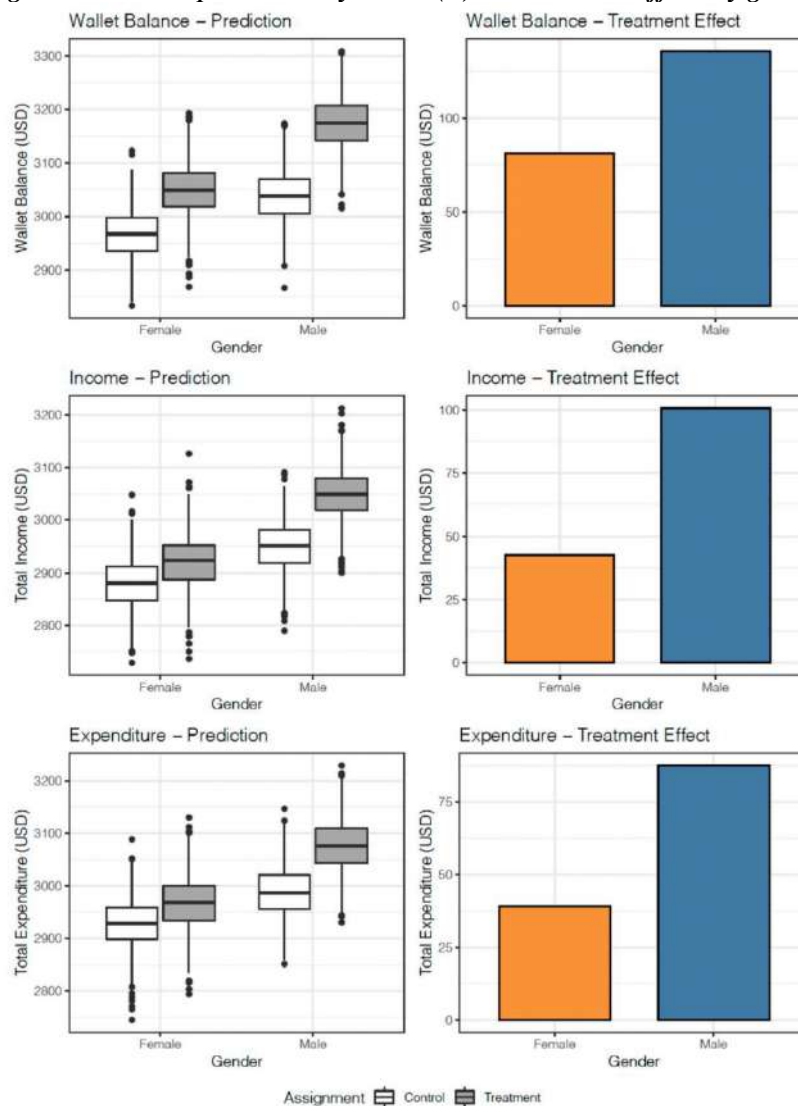 Wallet Balance – Prediction
Wallet Balance (USD)
3300
3200
3100
3000
2900
Female
Male
Gender
Wallet Balance – Treatment Effect
Wallet Balance (USD)
100
50
0
Female
Male
Gender
Income – Prediction
Total Income (USD)
3200
3100
3000
2900
2800
Female
Male
Gender
Income – Treatment Effect
Total Income (USD)
100
75
50
25
0
Female
Male
Gender
Expenditure – Prediction
Total Expenditure (USD)
3200
3100
3000
2900
2800
Female
Male
Gender
Expenditure – Treatment Effect
Total Expenditure (USD)
75
50
25
0
Female
Male
Gender
Assignment Control Treatment